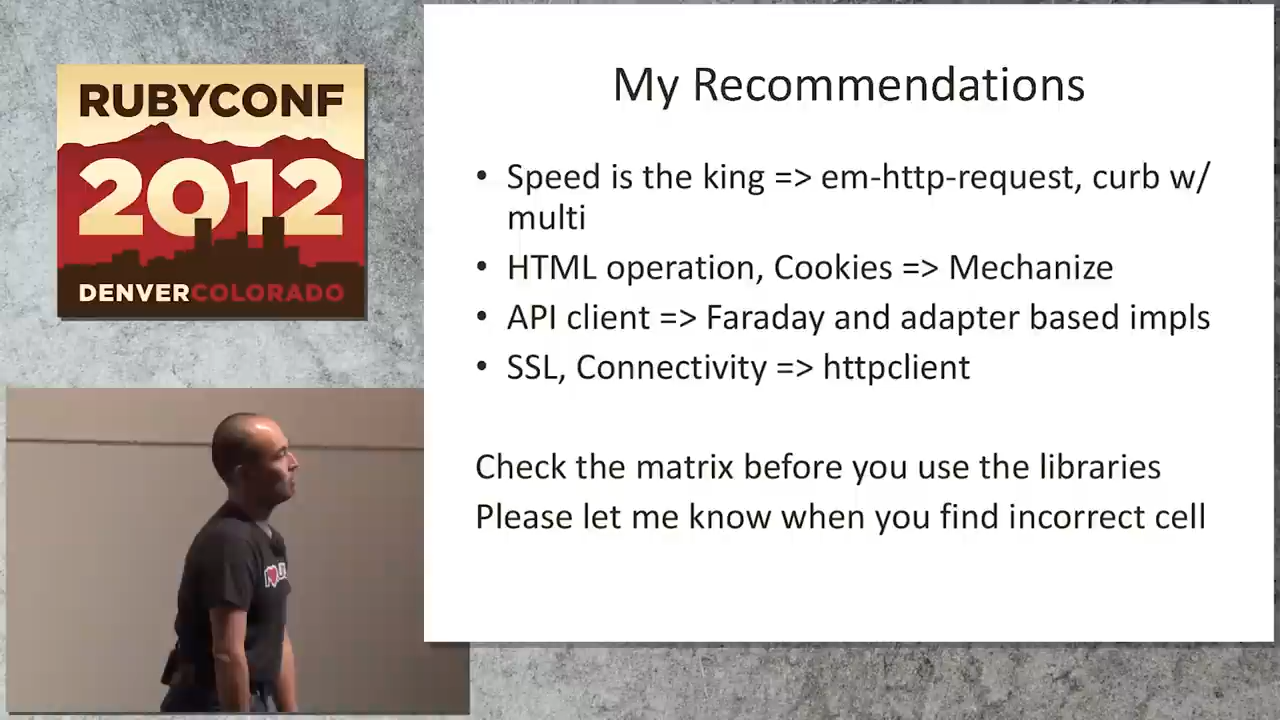 RUBYCONF
2012
DENVERCOLORADO
My Recommendations
• Speed is the king => em-http-request, curb w/
multi
• HTML operation, Cookies => Mechanize
• API client => Faraday and adapter based impls
• SSL, Connectivity => httpclient
Check the matrix before you use the libraries
Please let me know when you find incorrect cell